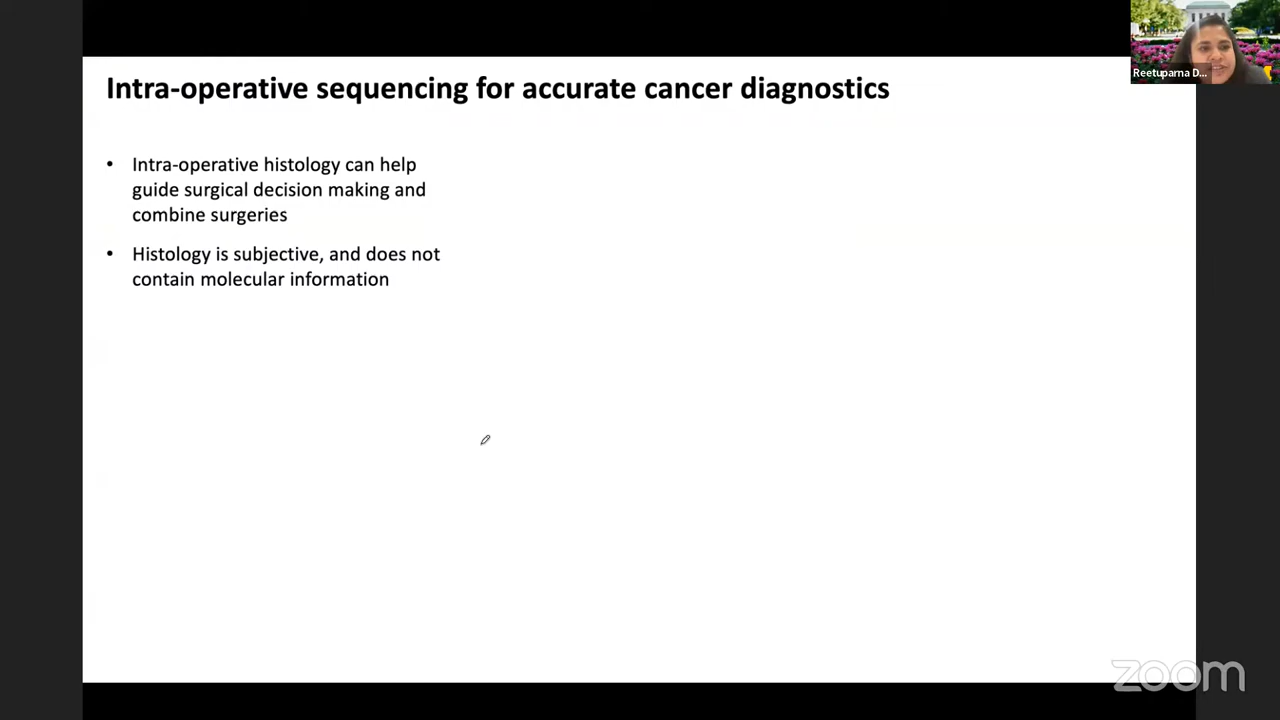 Intra-operative sequencing for accurate cancer diagnostics
Reetuparna D...
• Intra-operative histology can help
guide surgical decision making and
combine surgeries
• Histology is subjective, and does not
contain molecular information
zoom